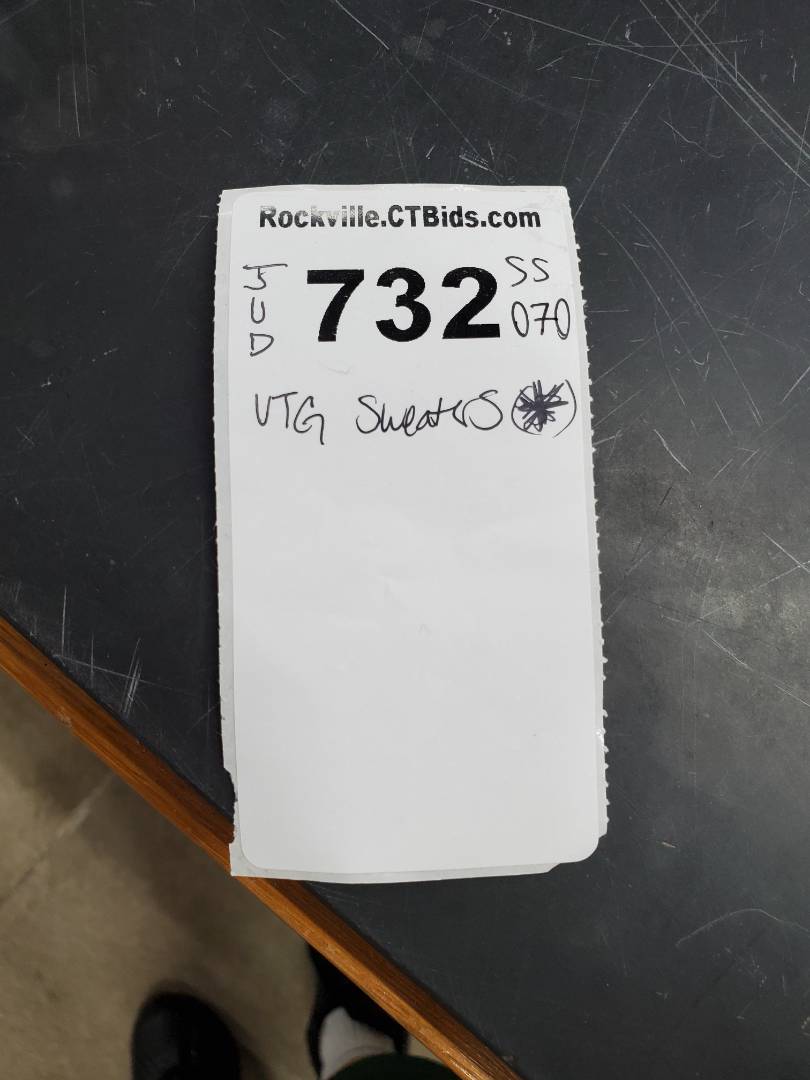 Rockville.CTBids.com
JUD 732 SS
070
VTG Sweaters